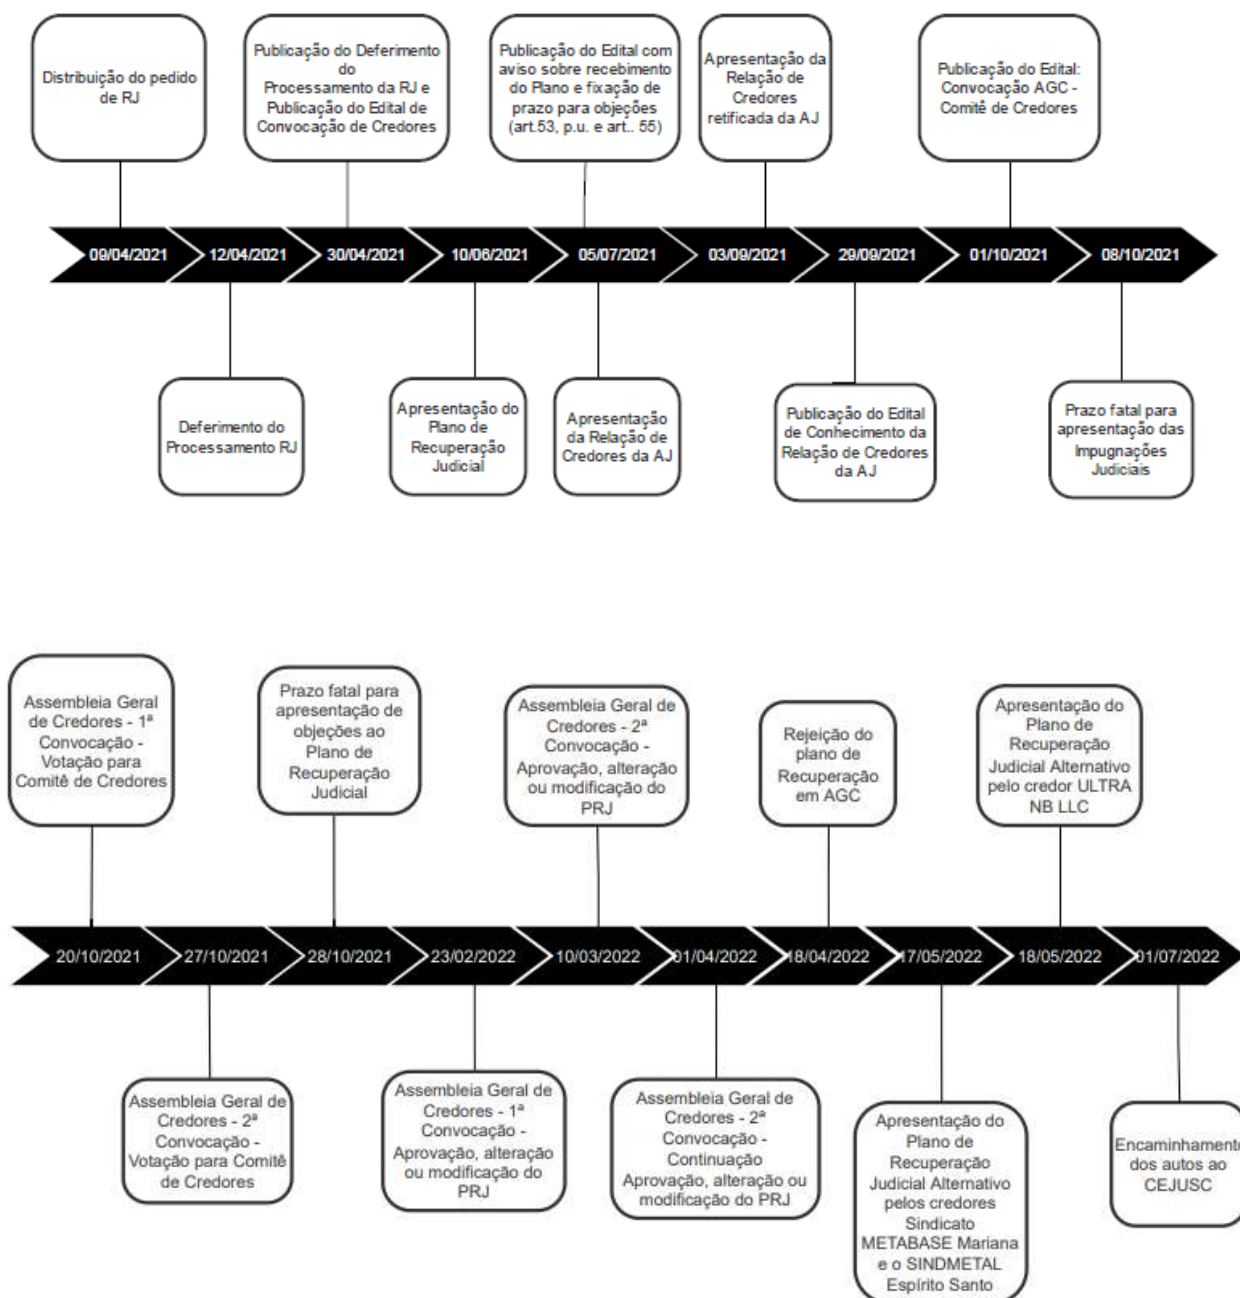 Distribuição do pedido
de RJ
Publicação do Deferimento
do
Processamento da RJ e
Publicação do Edital de
Convocação de Credores
Publicação do Edital com
aviso sobre recebimento
do Plano e fixação de
prazo para objeções
(art.53, p.u. e art.. 55)
Apresentação da
Relação de
Credores
retificada da AJ
Publicação do Edital:
Convocação AGC -
Comitê de Credores
09/04/2021
12/04/2021
30/04/2021
10/06/2021
05/07/2021
03/09/2021
29/09/2021
01/10/2021
08/10/2021
Deferimento do
Processamento RJ
Apresentação do
Plano de
Recuperação
Judicial
Apresentação
da Relação de
Credores da AJ
Publicação do Edital
de Conhecimento da
Relação de Credores
da AJ
Prazo fatal para
apresentação das
Impugnações
Judiciais
Assembleia Geral
de Credores - 1ª
Convocação -
Votação para
Comitê de Credores
Prazo fatal para
apresentação de
objeções ao
Plano de
Recuperação
Judicial
Assembleia Geral de
Credores - 2ª
Convocação -
Aprovação, alteração
ou modificação do
PRJ
Rejeição do
plano de
Recuperação
em AGC
Apresentação do
Plano de
Recuperação
Judicial Alternativo
pelo credor ULTRA
NB LLC
20/10/2021
27/10/2021
28/10/2021
23/02/2022
10/03/2022
01/04/2022
18/04/2022
17/05/2022
18/05/2022
01/07/2022
Assembleia Geral de
Credores - 2ª
Convocação -
Votação para Comitê
de Credores
Assembleia Geral de
Credores - 1ª
Convocação -
Aprovação, alteração
ou modificação do
PRJ
Assembleia Geral de
Credores - 2ª
Convocação -
Continuação
Aprovação, alteração ou
modificação do PRJ
Apresentação do
Plano de
Recuperação
Judicial Alternativo
pelos credores
Sindicato
METABASE Mariana
e o SINDMETAL
Espírito Santo
Encaminhamento
dos autos ao
CEJUSC